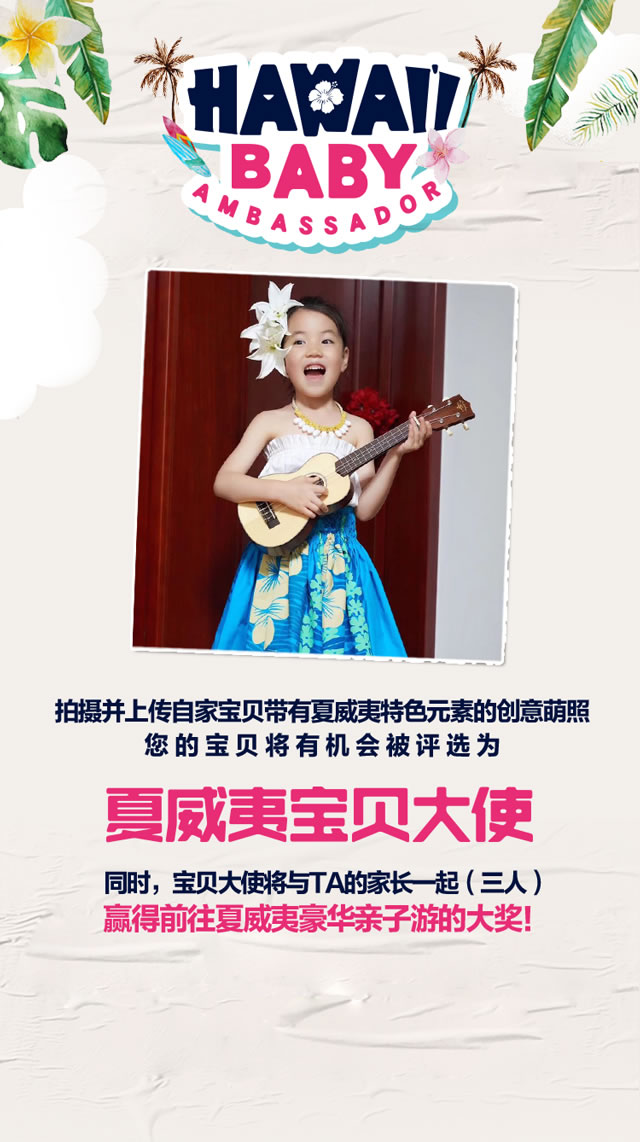 HAWAI'I
BABY
AMBASSADOR
拍摄并上传自家宝贝带有夏威夷特色元素的创意萌照
您的宝贝将有机会被评选为
夏威夷宝贝大使
同时，宝贝大使将与TA的家长一起（三人）
赢得前往夏威夷豪华亲子游的大奖！